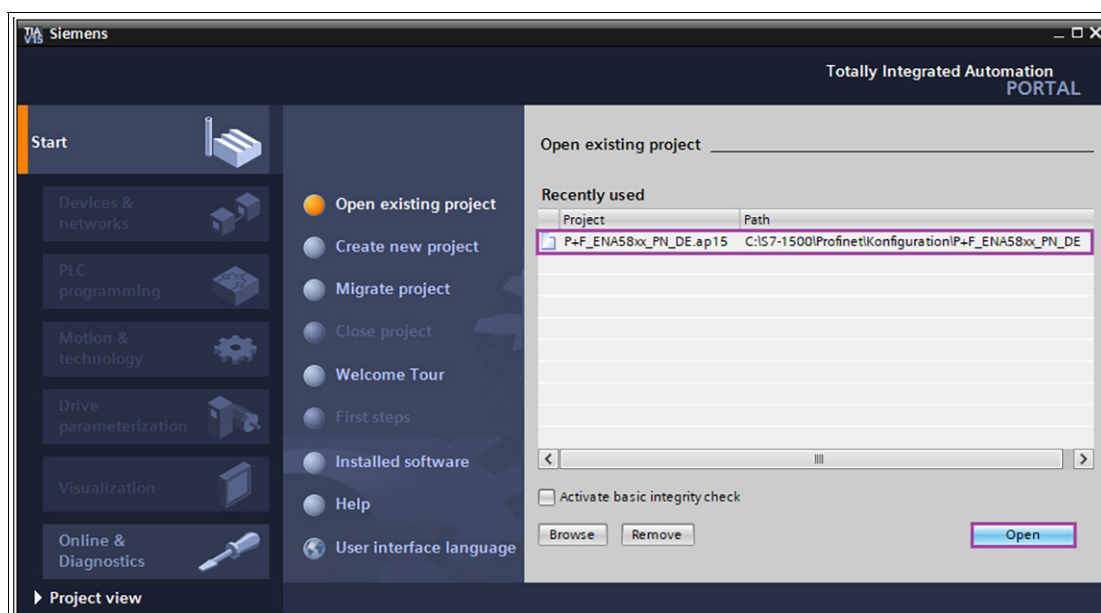 TIA V15 Siemens
Totally Integrated Automation
PORTAL
Start
Devices &
networks
PLC
programming
Motion &
technology
Drive
parameterization
Visualization
Online &
Diagnostics
Project view
Open existing project
Create new project
Migrate project
Close project
Welcome Tour
First steps
Installed software
Help
User interface language
Open existing project
Recently used
Project Path
P+F_ENA58xx_PN_DE.ap15 C:\S7-1500\Profinet\Konfiguration\P+F_ENA58xx_PN_DE
Activate basic integrity check
Browse Remove Open